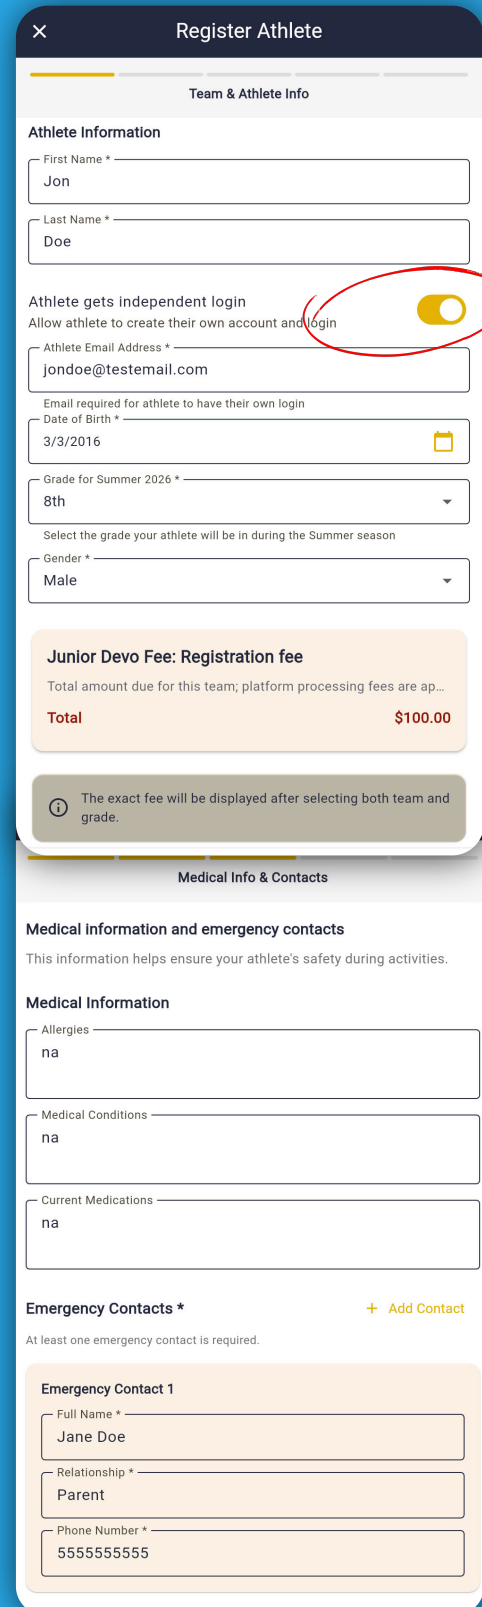 Register Athlete
Team & Athlete Info
Athlete Information
First Name *
Jon
Last Name *
Doe
Athlete gets independent login
Allow athlete to create their own account and login
Athlete Email Address *
jondoe@testemail.com
Email required for athlete to have their own login
Date of Birth *
3/3/2016
Grade for Summer 2026 *
8th
Select the grade your athlete will be in during the Summer season
Gender *
Male
Junior Devo Fee: Registration fee
Total amount due for this team; platform processing fees are ap...
Total $100.00
The exact fee will be displayed after selecting both team and
grade.
Medical Info & Contacts
Medical information and emergency contacts
This information helps ensure your athlete's safety during activities.
Medical Information
Allergies
na
Medical Conditions
na
Current Medications
na
Emergency Contacts * + Add Contact
At least one emergency contact is required.
Emergency Contact 1
Full Name *
Jane Doe
Relationship *
Parent
Phone Number *
5555555555